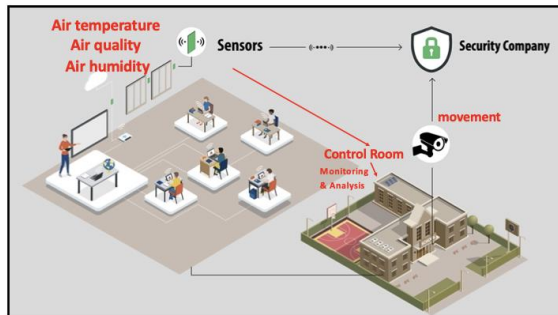 Air temperature
Air quality
Air humidity
Sensors
Security Company
movement
Control Room
Monitoring
& Analysis